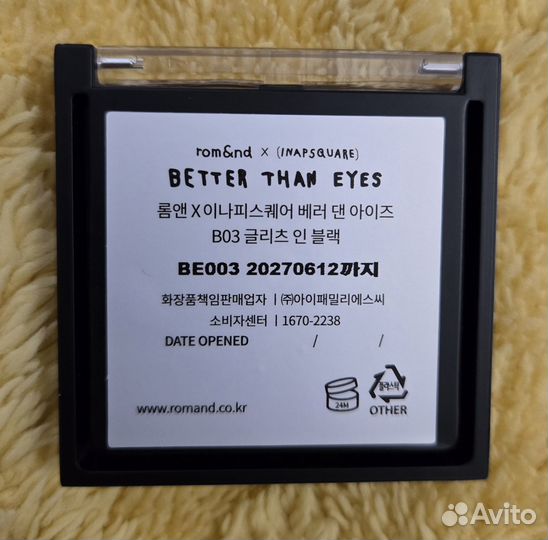 rom&nd x (INAPSQUARE)
BETTER THAN EYES
롬앤 X 이나피스퀘어 베러 댄 아이즈
B03 글리츠 인 블랙
BE003 20270612까지
화장품책임판매업자 | ㈜아이패밀리에스씨
소비자센터 | 1670-2238
DATE OPENED / /
24M
플라스틱
OTHER
www.romand.co.kr
Avito